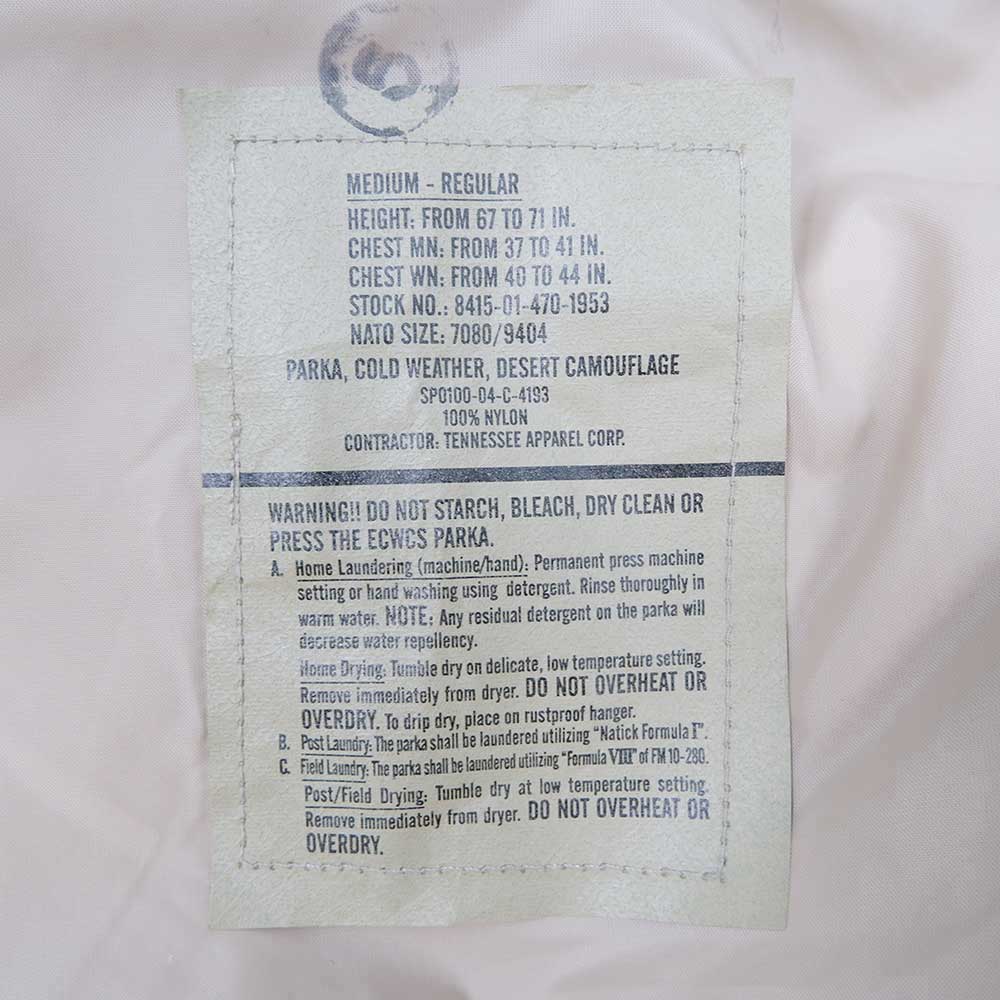 MEDIUM - REGULAR
HEIGHT: FROM 67 TO 71 IN.
CHEST MN: FROM 37 TO 41 IN.
CHEST WN: FROM 40 TO 44 IN.
STOCK NO.: 8415-01-470-1953
NATO SIZE: 7080/9404
PARKA, COLD WEATHER, DESERT CAMOUFLAGE
SPO100-04-C-4193
100% NYLON
CONTRACTOR: TENNESSEE APPAREL CORP.
WARNING!! DO NOT STARCH, BLEACH, DRY CLEAN OR
PRESS THE ECWCS PARKA.
A. Home Laundering (machine/hand): Permanent press machine
setting or hand washing using detergent. Rinse thoroughly in
warm water. NOTE: Any residual detergent on the parka will
decrease water repellency.
Home Drying: Tumble dry on delicate, low temperature setting.
Remove immediately from dryer. DO NOT OVERHEAT OR
OVERDRY. To drip dry, place on rustproof hanger.
B. Post Laundry: The parka shall be laundered utilizing "Natick Formula I".
C. Field Laundry: The parka shall be laundered utilizing "Formula VIII" of FM 10-280.
Post/Field Drying: Tumble dry at low temperature setting.
Remove immediately from dryer. DO NOT OVERHEAT OR
OVERDRY.